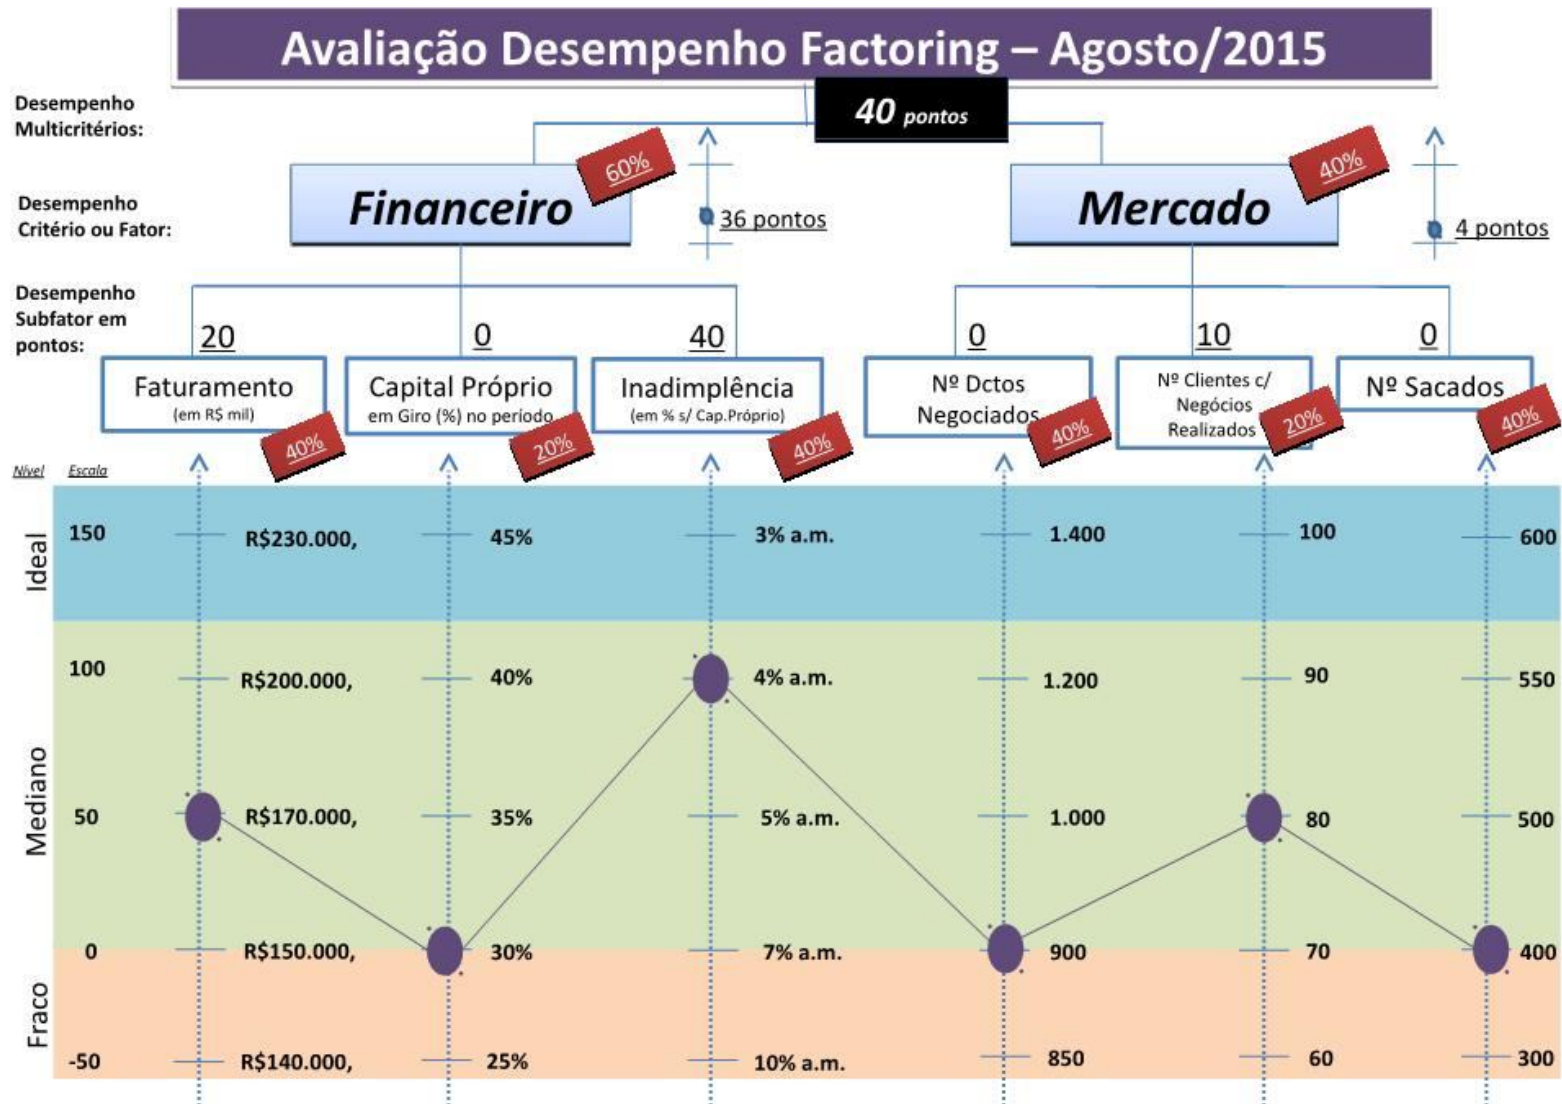 Avaliação Desempenho Factoring – Agosto/2015
Desempenho
Multicritérios:
40 pontos
Desempenho
Critério ou Fator:
Financeiro
60%
36 pontos
Mercado
40%
4 pontos
Desempenho
Subfator em
pontos:
20
0
40
0
10
0
Faturamento
(em R$ mil)
40%
Capital Próprio
em Giro (%) no período
20%
Inadimplência
(em % s/ Cap.Próprio)
40%
Nº Dctos
Negociados
40%
Nº Clientes c/
Negócios
Realizados
20%
Nº Sacados
40%
Nível Escala
Ideal
150 R$230.000, 45% 3% a.m. 1.400 100 600
Mediano
100 R$200.000, 40% 4% a.m. 1.200 90 550
50 R$170.000, 35% 5% a.m. 1.000 80 500
0 R$150.000, 30% 7% a.m. 900 70 400
Fraco
-50 R$140.000, 25% 10% a.m. 850 60 300